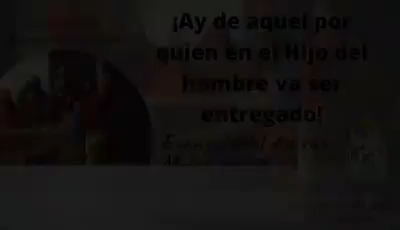 ¡Ay de aquel por
quien en el Hijo del
hombre va ser
entregado!